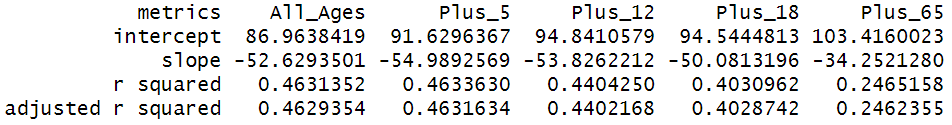 metrics All_Ages Plus_5 Plus_12 Plus_18 Plus_65
intercept 86.9638419 91.6296367 94.8410579 94.5444813 103.4160023
slope -52.6293501 -54.9892569 -53.8262212 -50.0813196 -34.2521280
r squared 0.4631352 0.4633630 0.4404250 0.4030962 0.2465158
adjusted r squared 0.4629354 0.4631634 0.4402168 0.4028742 0.2462355